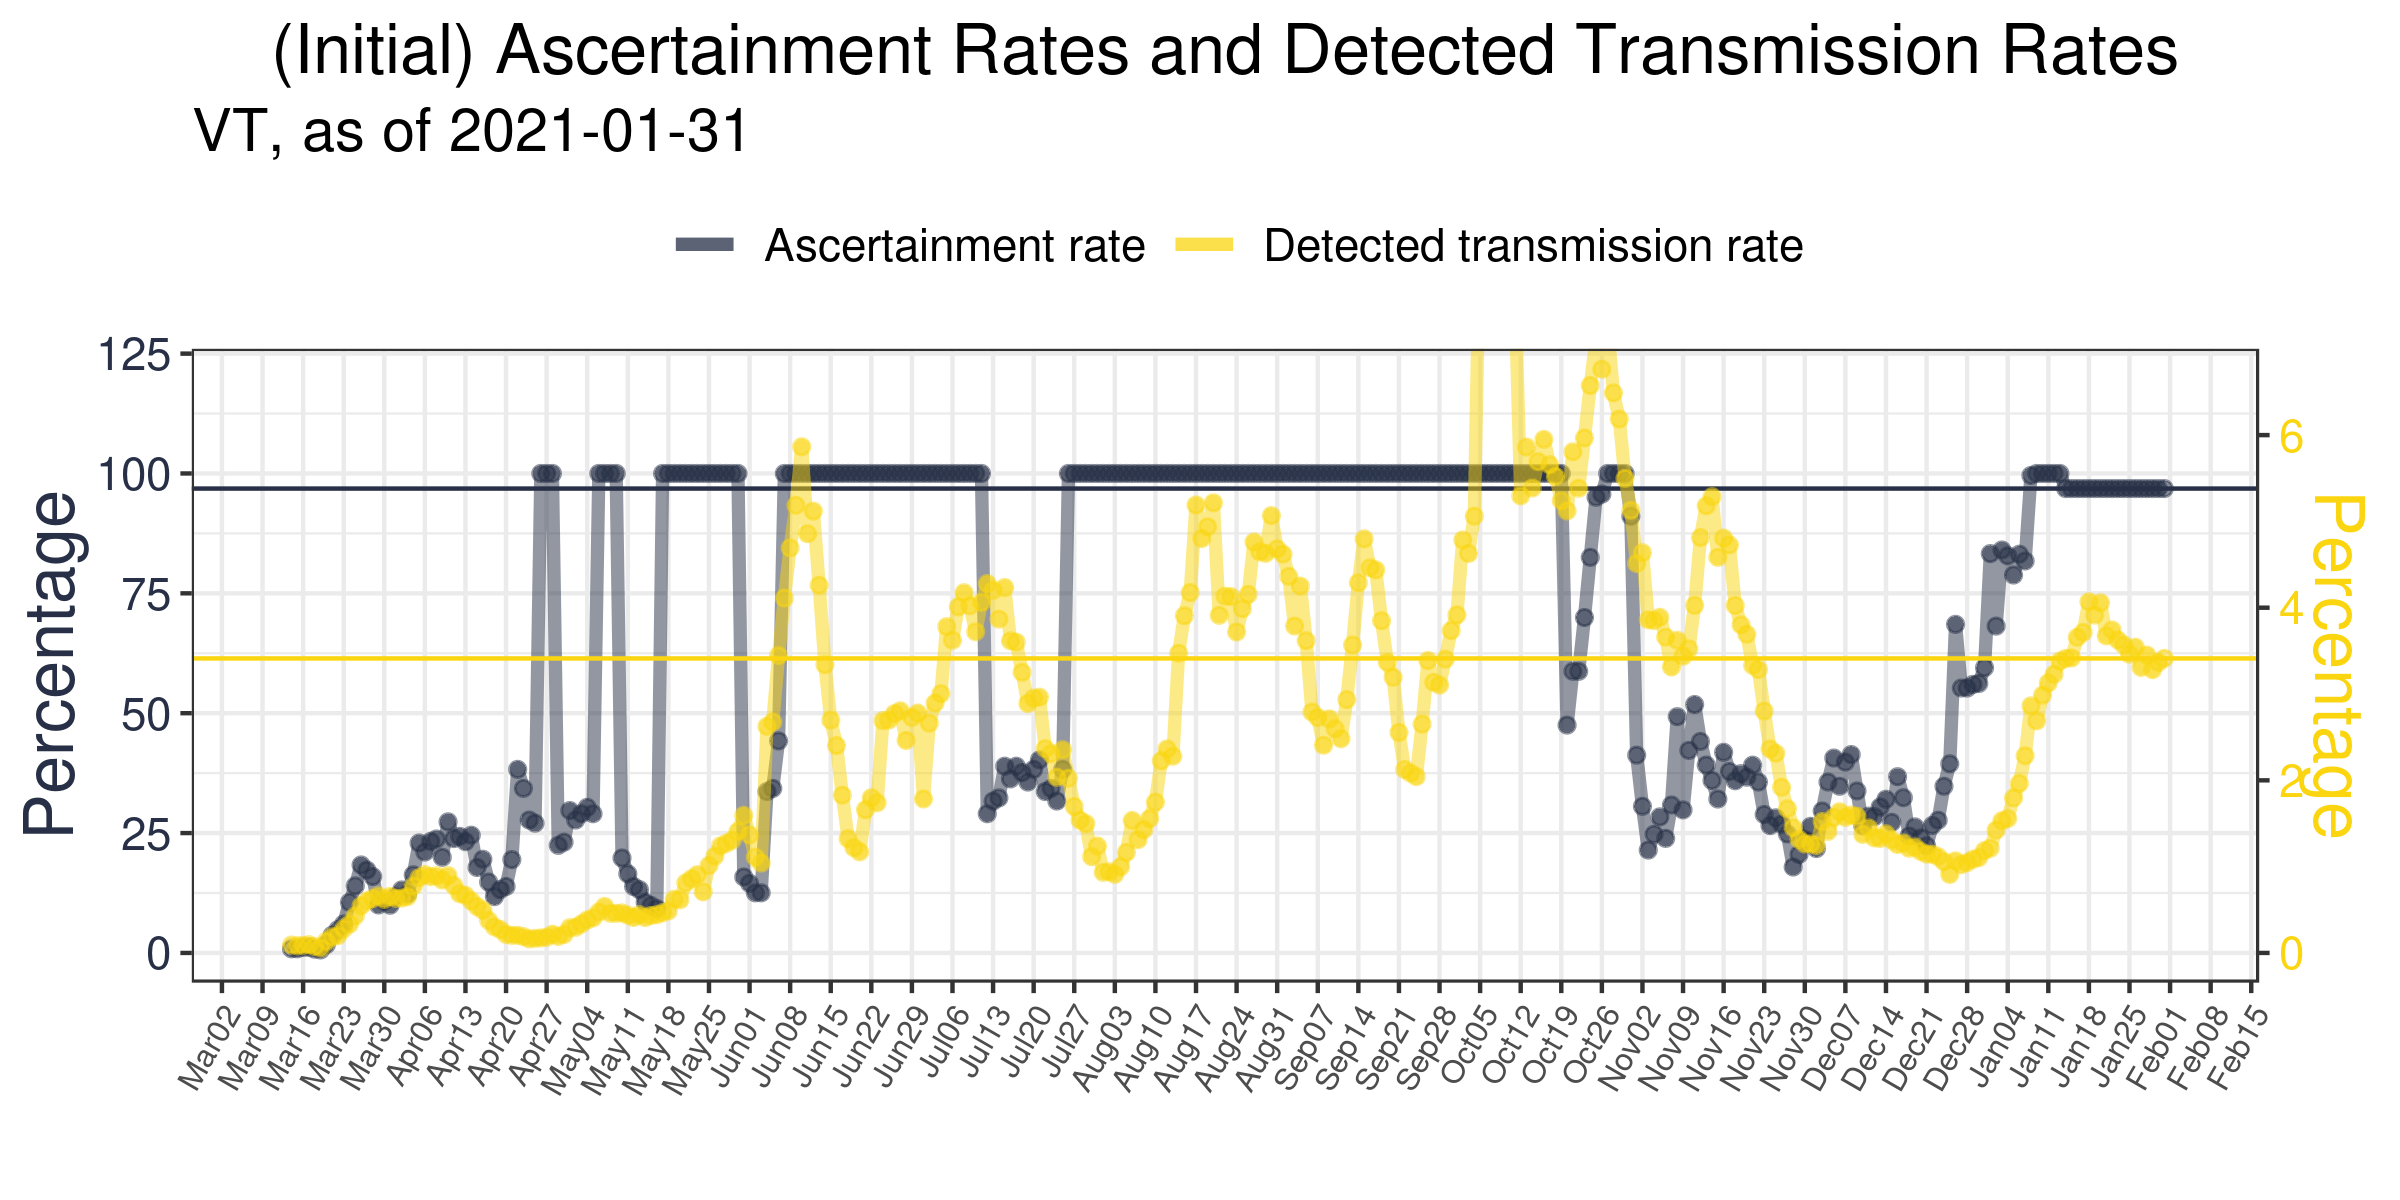 (Initial) Ascertainment Rates and Detected Transmission Rates
VT, as of 2021-01-31
Ascertainment rate
Detected transmission rate
Percentage
125
100
75
50
25
0
6
4
2
0
Percentage
Mar02
Mar09
Mar16
Mar23
Mar30
Apr06
Apr13
Apr20
Apr27
May04
May11
May18
May25
Jun01
Jun08
Jun15
Jun22
Jun29
Jul06
Jul13
Jul20
Jul27
Aug03
Aug10
Aug17
Aug24
Aug31
Sep07
Sep14
Sep21
Sep28
Oct05
Oct12
Oct19
Oct26
Nov02
Nov09
Nov16
Nov23
Nov30
Dec07
Dec14
Dec21
Dec28
Jan04
Jan11
Jan18
Jan25
Feb01
Feb08
Feb15